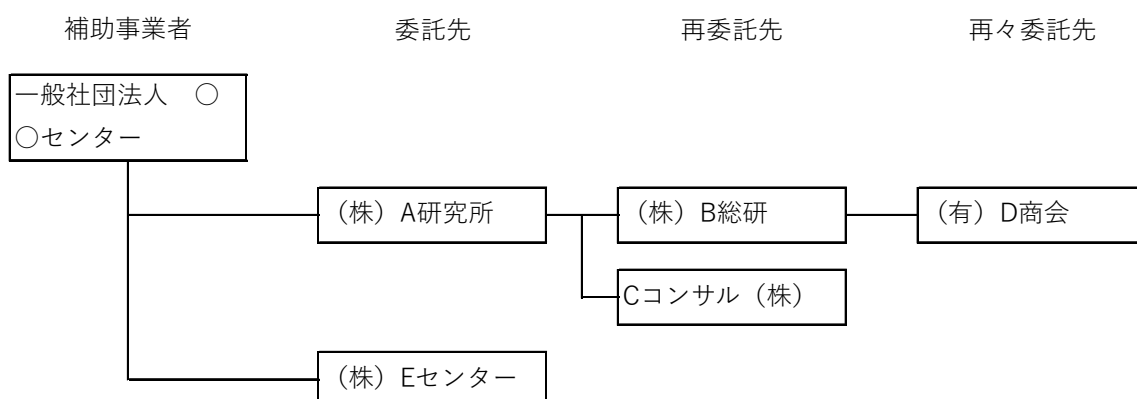 補助事業者 委託先 再委託先 再々委託先
一般社団法人　○
○センター
（株）A研究所 （株）B総研 （有）D商会
Cコンサル（株）
（株）Eセンター